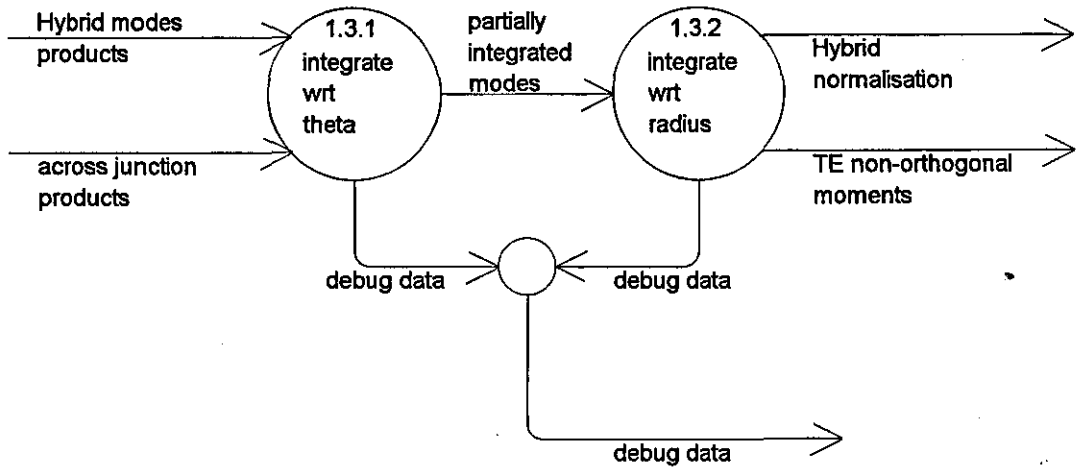 Hybrid modes
products
across junction
products
1.3.1
integrate
wrt
theta
partially
integrated
modes
1.3.2
integrate
wrt
radius
Hybrid
normalisation
TE non-orthogonal
moments
debug data
debug data
debug data